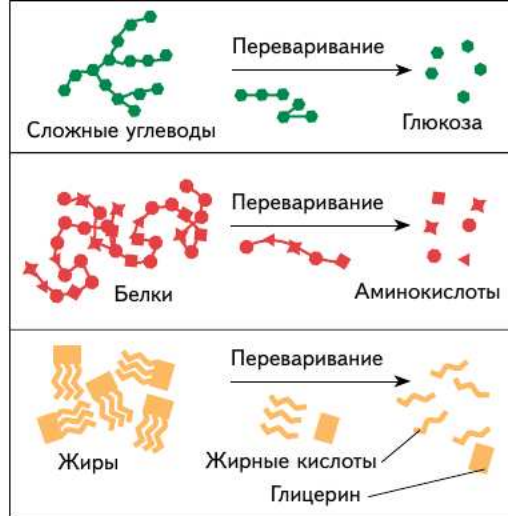 Переваривание
Сложные углеводы
Глюкоза
Переваривание
Белки
Аминокислоты
Переваривание
Жиры
Жирные кислоты
Глицерин